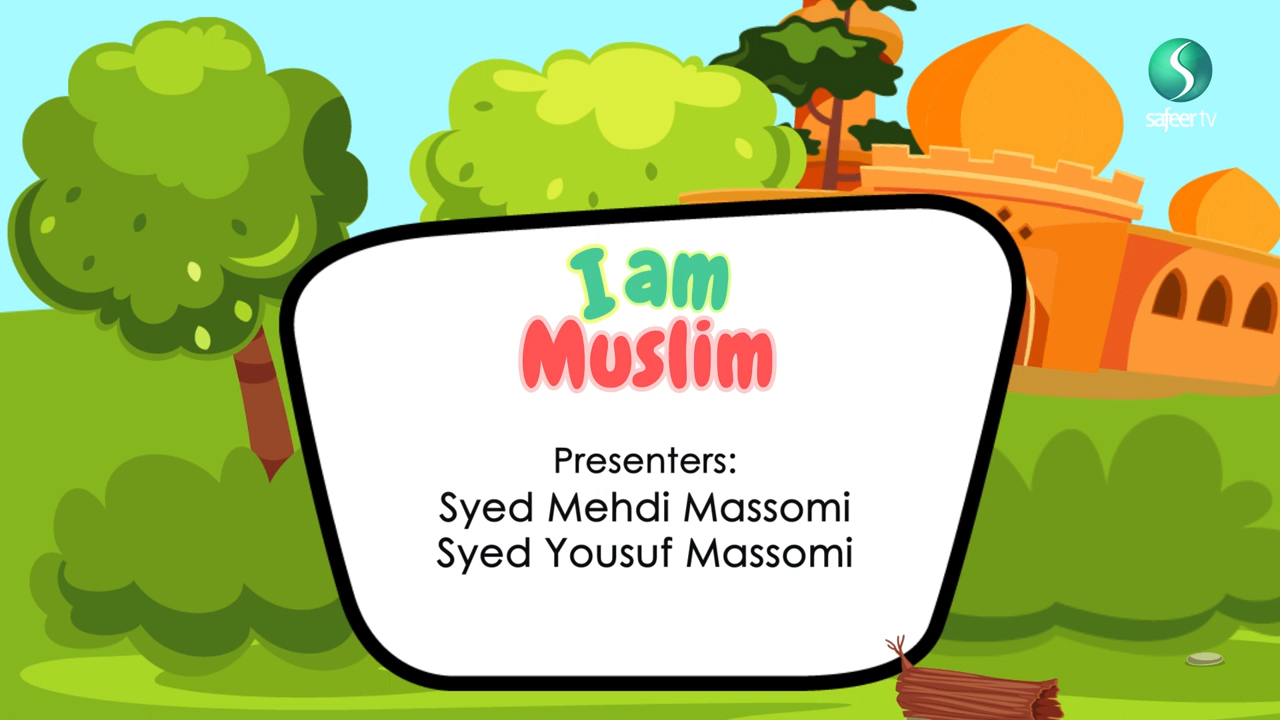 safeer tv
I am
Muslim
Presenters:
Syed Mehdi Massomi
Syed Yousuf Massomi